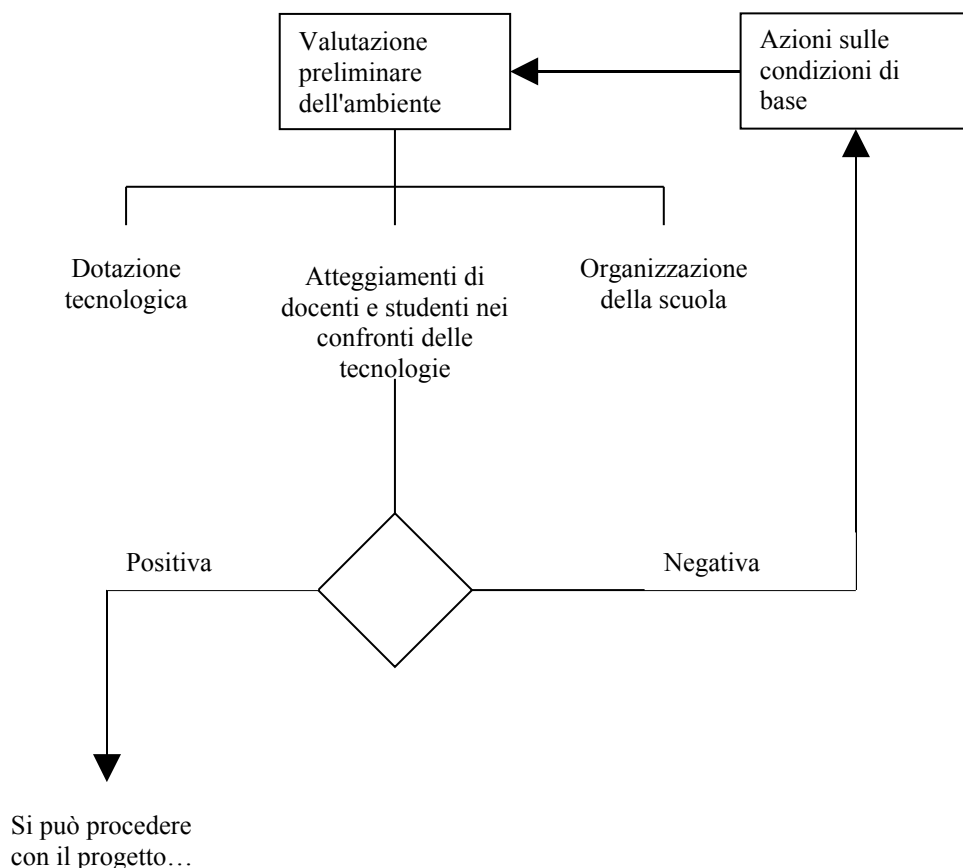 Valutazione
preliminare
dell'ambiente
Azioni sulle
condizioni di
base
Dotazione
tecnologica
Atteggiamenti di
docenti e studenti nei
confronti delle
tecnologie
Organizzazione
della scuola
Positiva
Negativa
Si può procedere
con il progetto…